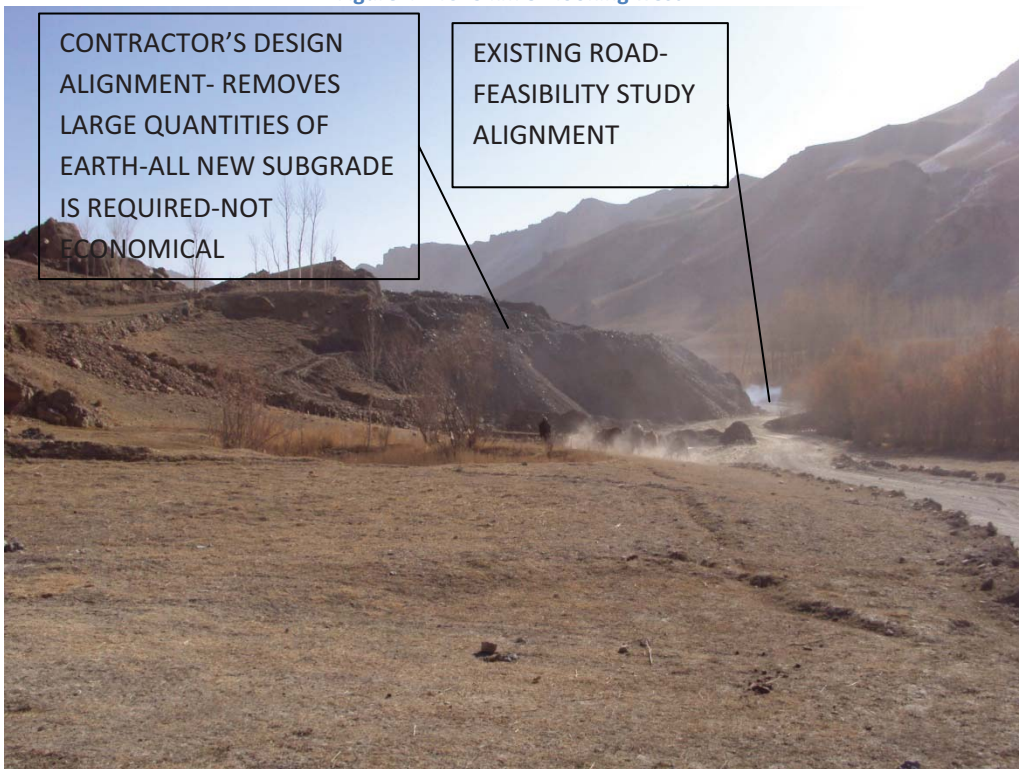 CONTRACTOR'S DESIGN
ALIGNMENT- REMOVES
LARGE QUANTITIES OF
EARTH-ALL NEW SUBGRADE
IS REQUIRED-NOT
ECONOMICAL
EXISTING ROAD-
FEASIBILITY STUDY
ALIGNMENT